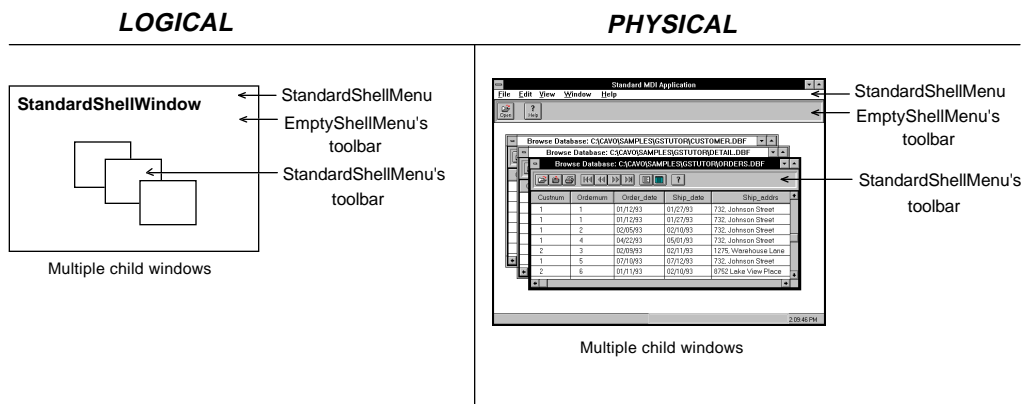 LOGICAL
PHYSICAL
StandardShellWindow
StandardShellMenu
EmptyShellMenu's
toolbar
StandardShellMenu's
toolbar
Multiple child windows
Standard MDI Application
File Edit View Window Help
Open Help
Browse Database: C:\CAVO\SAMPLES\GSTUTOR\CUSTOMER.DBF
Browse Database: C:\CAVO\SAMPLES\GSTUTOR\DETAIL.DBF
Browse Database: C:\CAVO\SAMPLES\GSTUTOR\ORDERS.DBF
?
Custnum Ordernum Order_date Ship_date Ship_addrs
1 1 01/12/93 01/27/93 732, Johnson Street
1 1 01/12/93 01/27/93 732, Johnson Street
1 2 02/05/93 02/10/93 732, Johnson Street
1 4 04/22/93 05/01/93 732, Johnson Street
2 3 02/09/93 02/11/93 1275, Warehouse Lane
1 5 07/10/93 07/12/93 732, Johnson Street
2 6 01/11/93 02/10/93 8752 Lake View Place
2:09:46 PM
StandardShellMenu
EmptyShellMenu's
toolbar
StandardShellMenu's
toolbar
Multiple child windows